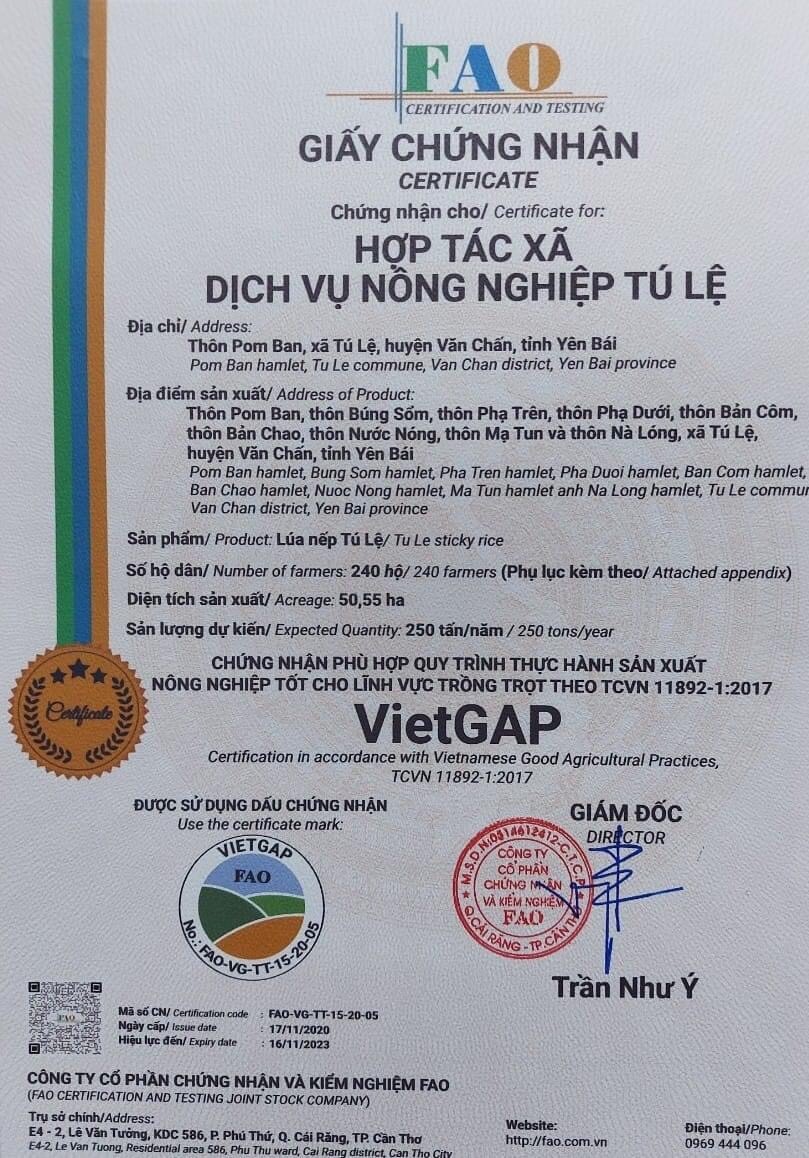 FAO
CERTIFICATION AND TESTING
GIẤY CHỨNG NHẬN
CERTIFICATE
Chứng nhận cho/ Certificate for:
HỢP TÁC XÃ
DỊCH VỤ NÔNG NGHIỆP TÚ LỆ
Địa chỉ/ Address:
Thôn Pom Ban, xã Tú Lệ, huyện Văn Chấn, tỉnh Yên Bái
Pom Ban hamlet, Tu Le commune, Van Chan district, Yen Bai province
Địa điểm sản xuất/ Address of Product:
Thôn Pom Ban, thôn Búng Sổm, thôn Phạ Trên, thôn Phạ Dưới, thôn Bản Côm,
thôn Bản Chao, thôn Nước Nóng, thôn Mạ Tun và thôn Nà Lóng, xã Tú Lệ,
huyện Văn Chấn, tỉnh Yên Bái
Pom Ban hamlet, Bung Som hamlet, Pha Tren hamlet, Pha Duoi hamlet, Ban Com hamlet,
Ban Chao hamlet, Nuoc Nong hamlet, Ma Tun hamlet anh Na Long hamlet, Tu Le commun
Van Chan district, Yen Bai province
Sản phẩm/ Product: Lúa nếp Tú Lệ/ Tu Le sticky rice
Số hộ dân/ Number of farmers: 240 hộ/ 240 farmers (Phụ lục kèm theo/ Attached appendix)
Diện tích sản xuất/ Acreage: 50,55 ha
Sản lượng dự kiến/ Expected Quantity: 250 tấn/năm / 250 tons/year
CHỨNG NHẬN PHÙ HỢP QUY TRÌNH THỰC HÀNH SẢN XUẤT
NÔNG NGHIỆP TỐT CHO LĨNH VỰC TRỒNG TRỌT THEO TCVN 11892-1:2017
Certificate
VietGAP
Certification in accordance with Vietnamese Good Agricultural Practices,
TCVN 11892-1:2017
ĐƯỢC SỬ DỤNG DẤU CHỨNG NHẬN
Use the certificate mark:
VIETGAP
FAO
No.: FAO-VG-TT-15-20-05
GIÁM ĐỐC
DIRECTOR
M.S.D.N:0314612412-C.T.C.P
CÔNG TY
CỔ PHẦN
CHỨNG NHẬN
VÀ KIỂM NGHIỆM
FAO
Q.CÁI RĂNG - TP.CẦN THƠ
Trần Như Ý
FAO
Mã số CN/ Certification code : FAO-VG-TT-15-20-05
Ngày cấp/ Issue date : 17/11/2020
Hiệu lực đến/ Expiry date : 16/11/2023
CÔNG TY CỔ PHẦN CHỨNG NHẬN VÀ KIỂM NGHIỆM FAO
(FAO CERTIFICATION AND TESTING JOINT STOCK COMPANY)
Trụ sở chính/Address:
E4 - 2, Lê Văn Tưởng, KDC 586, P. Phú Thứ, Q. Cái Răng, TP. Cần Thơ
E4-2, Le Van Tuong, Residential area 586, Phu Thu ward, Cai Rang district, Can Tho City
Website:
http://fao.com.vn
Điện thoại/Phone:
0969 444 096